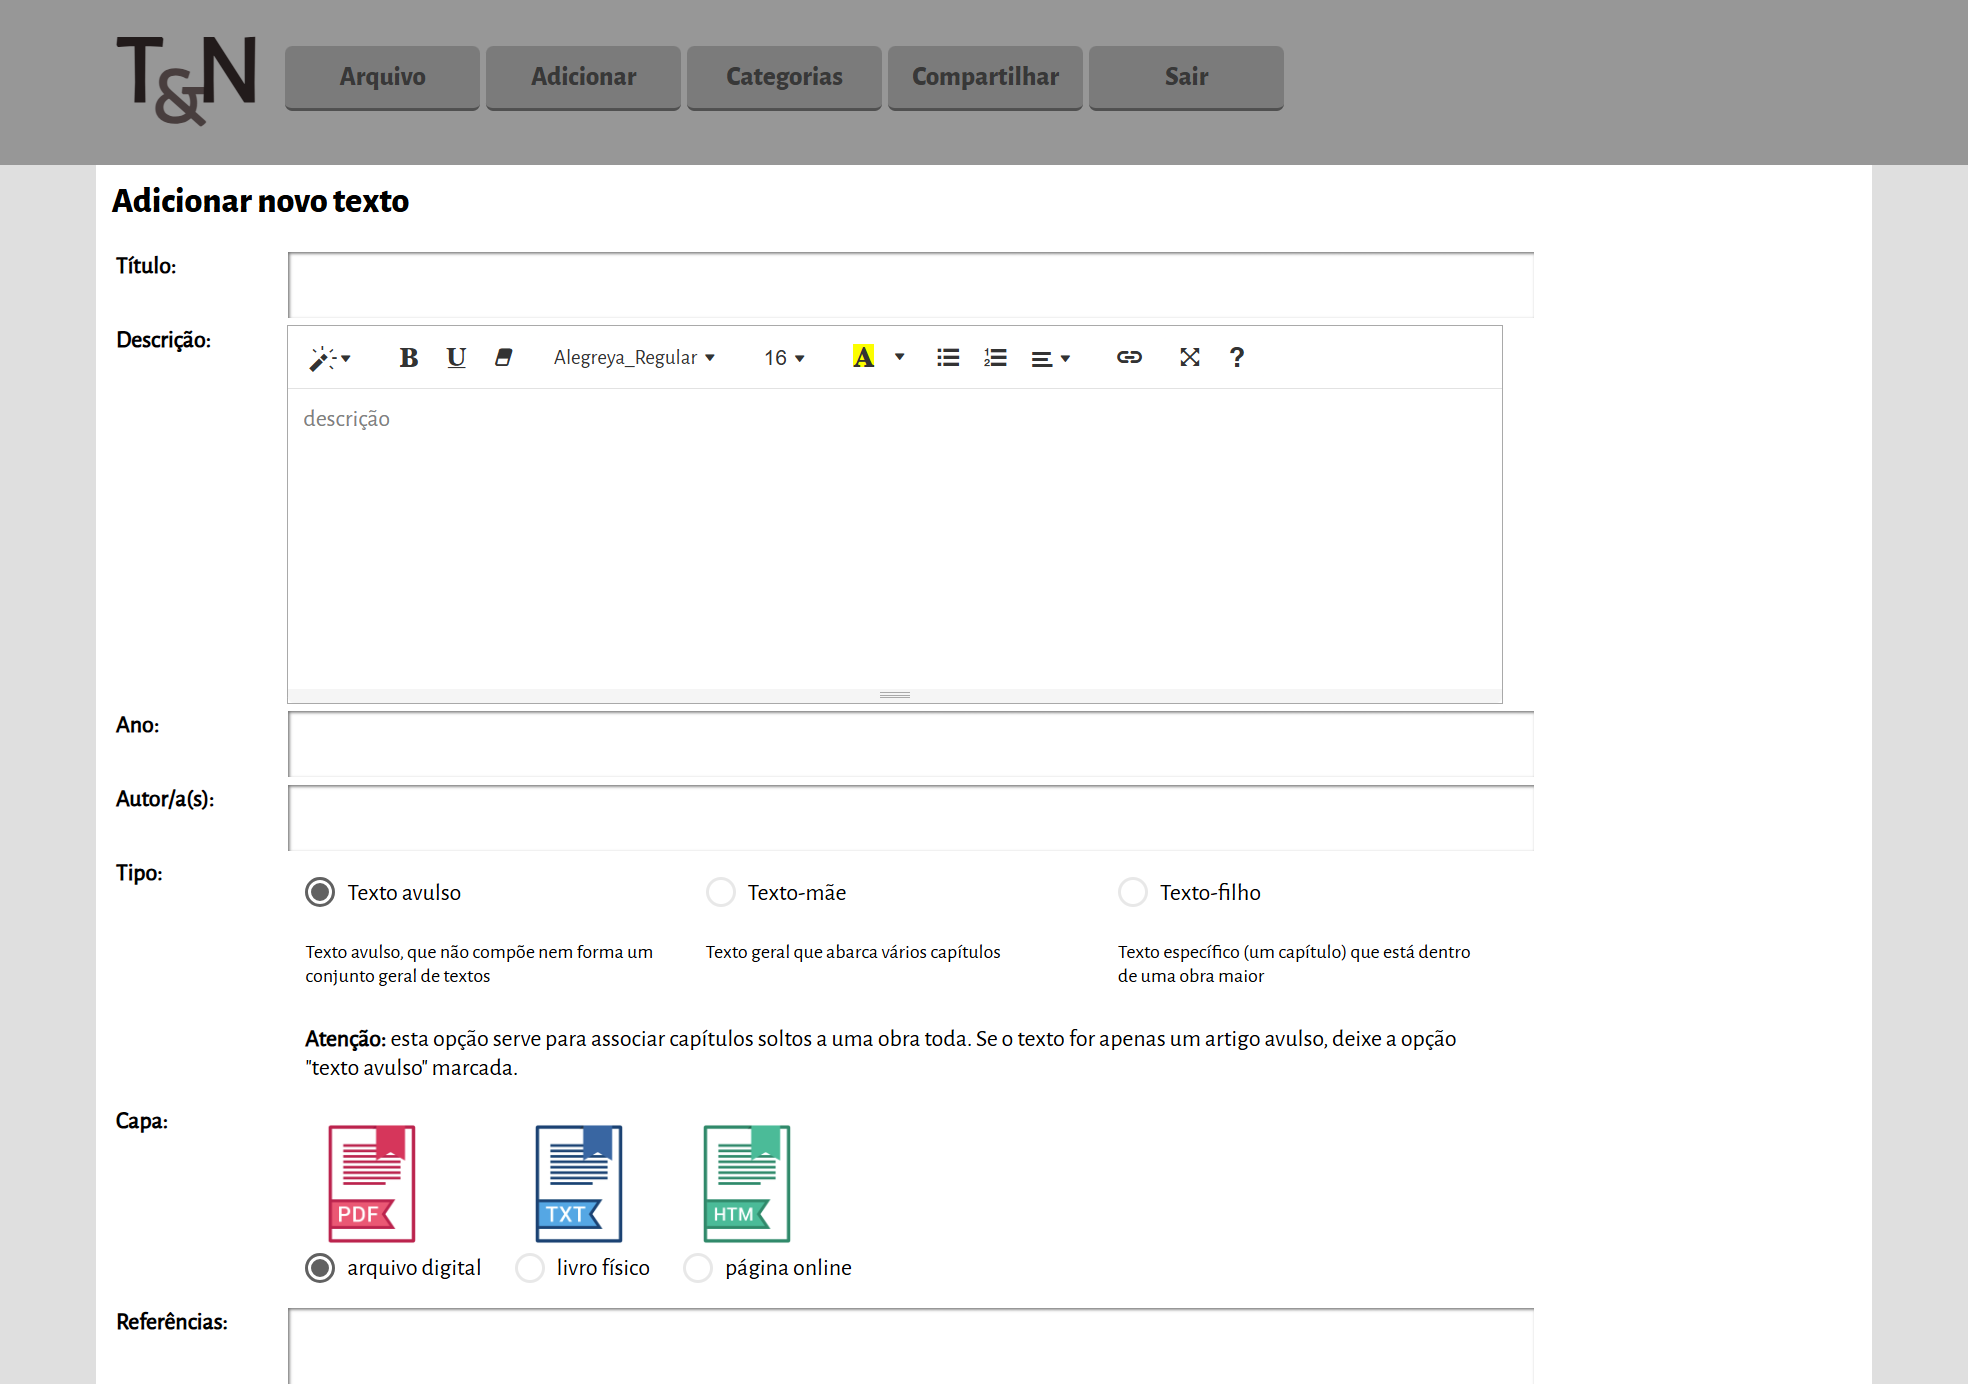 T&N
Arquivo Adicionar Categorias Compartilhar Sair
Adicionar novo texto
Título:
Descrição:
B U Alegreya_Regular 16 A ?
descrição
Ano:
Autor/a(s):
Tipo:
Texto avulso Texto-mãe Texto-filho
Texto avulso, que não compõe nem forma um
conjunto geral de textos
Texto geral que abarca vários capítulos
Texto específico (um capítulo) que está dentro
de uma obra maior
Atenção: esta opção serve para associar capítulos soltos a uma obra toda. Se o texto for apenas um artigo avulso, deixe a opção
"texto avulso" marcada.
Capa:
PDF TXT HTM
arquivo digital livro físico página online
Referências: